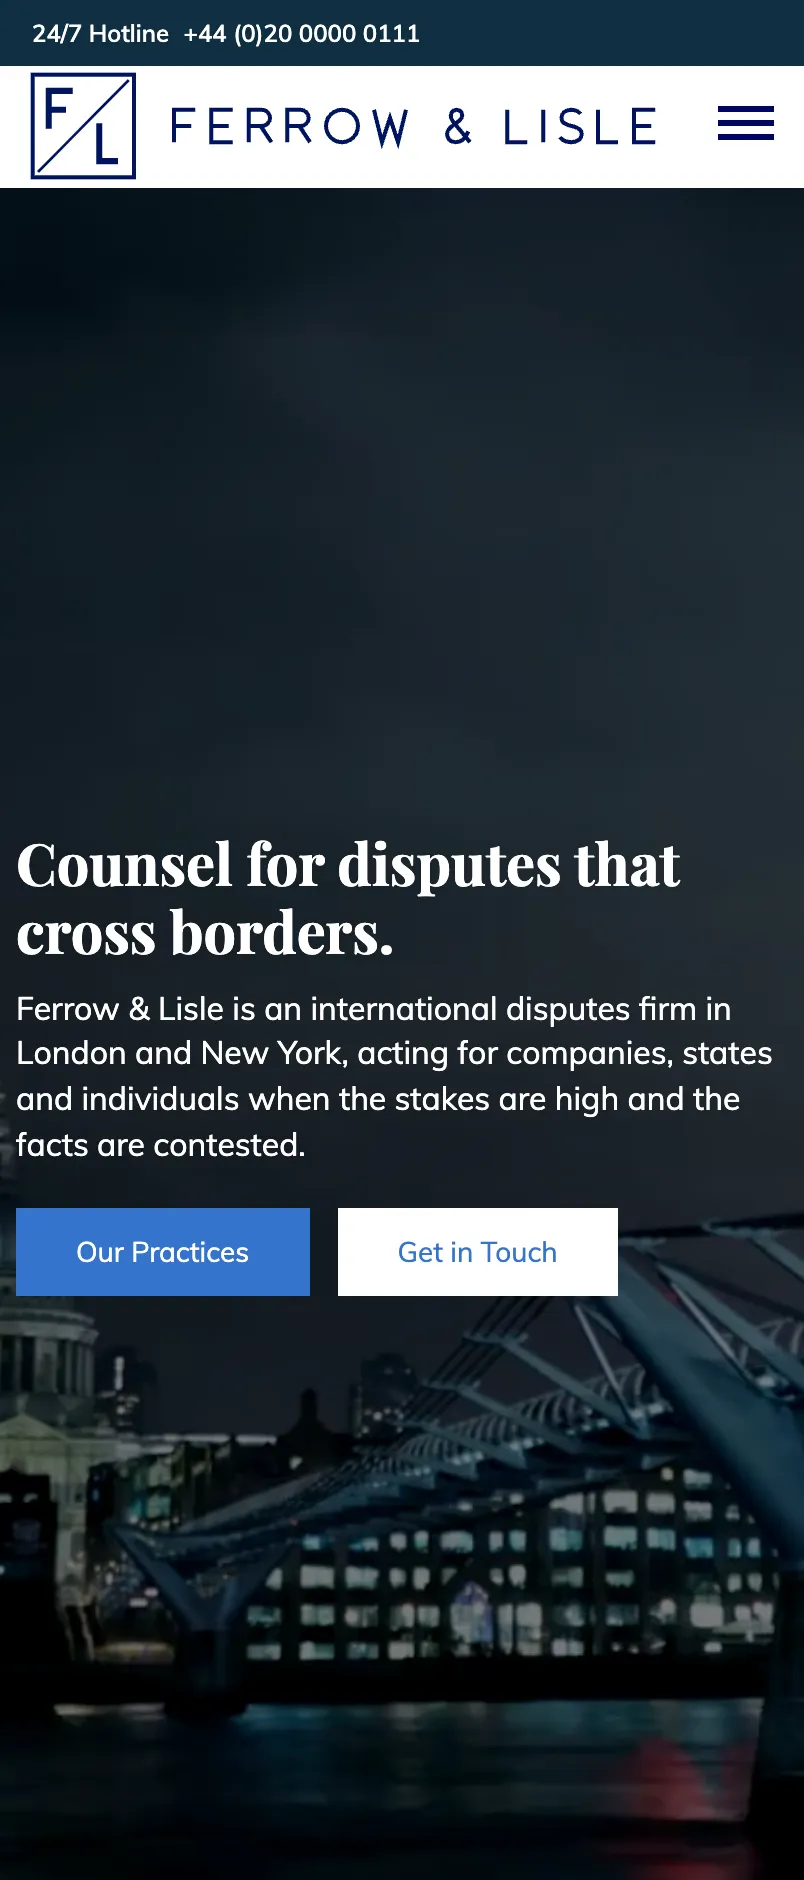 24/7 Hotline +44 (0)20 0000 0111
F L FERROW & LISLE
Counsel for disputes that
cross borders.
Ferrow & Lisle is an international disputes firm in
London and New York, acting for companies, states
and individuals when the stakes are high and the
facts are contested.
Our Practices Get in Touch